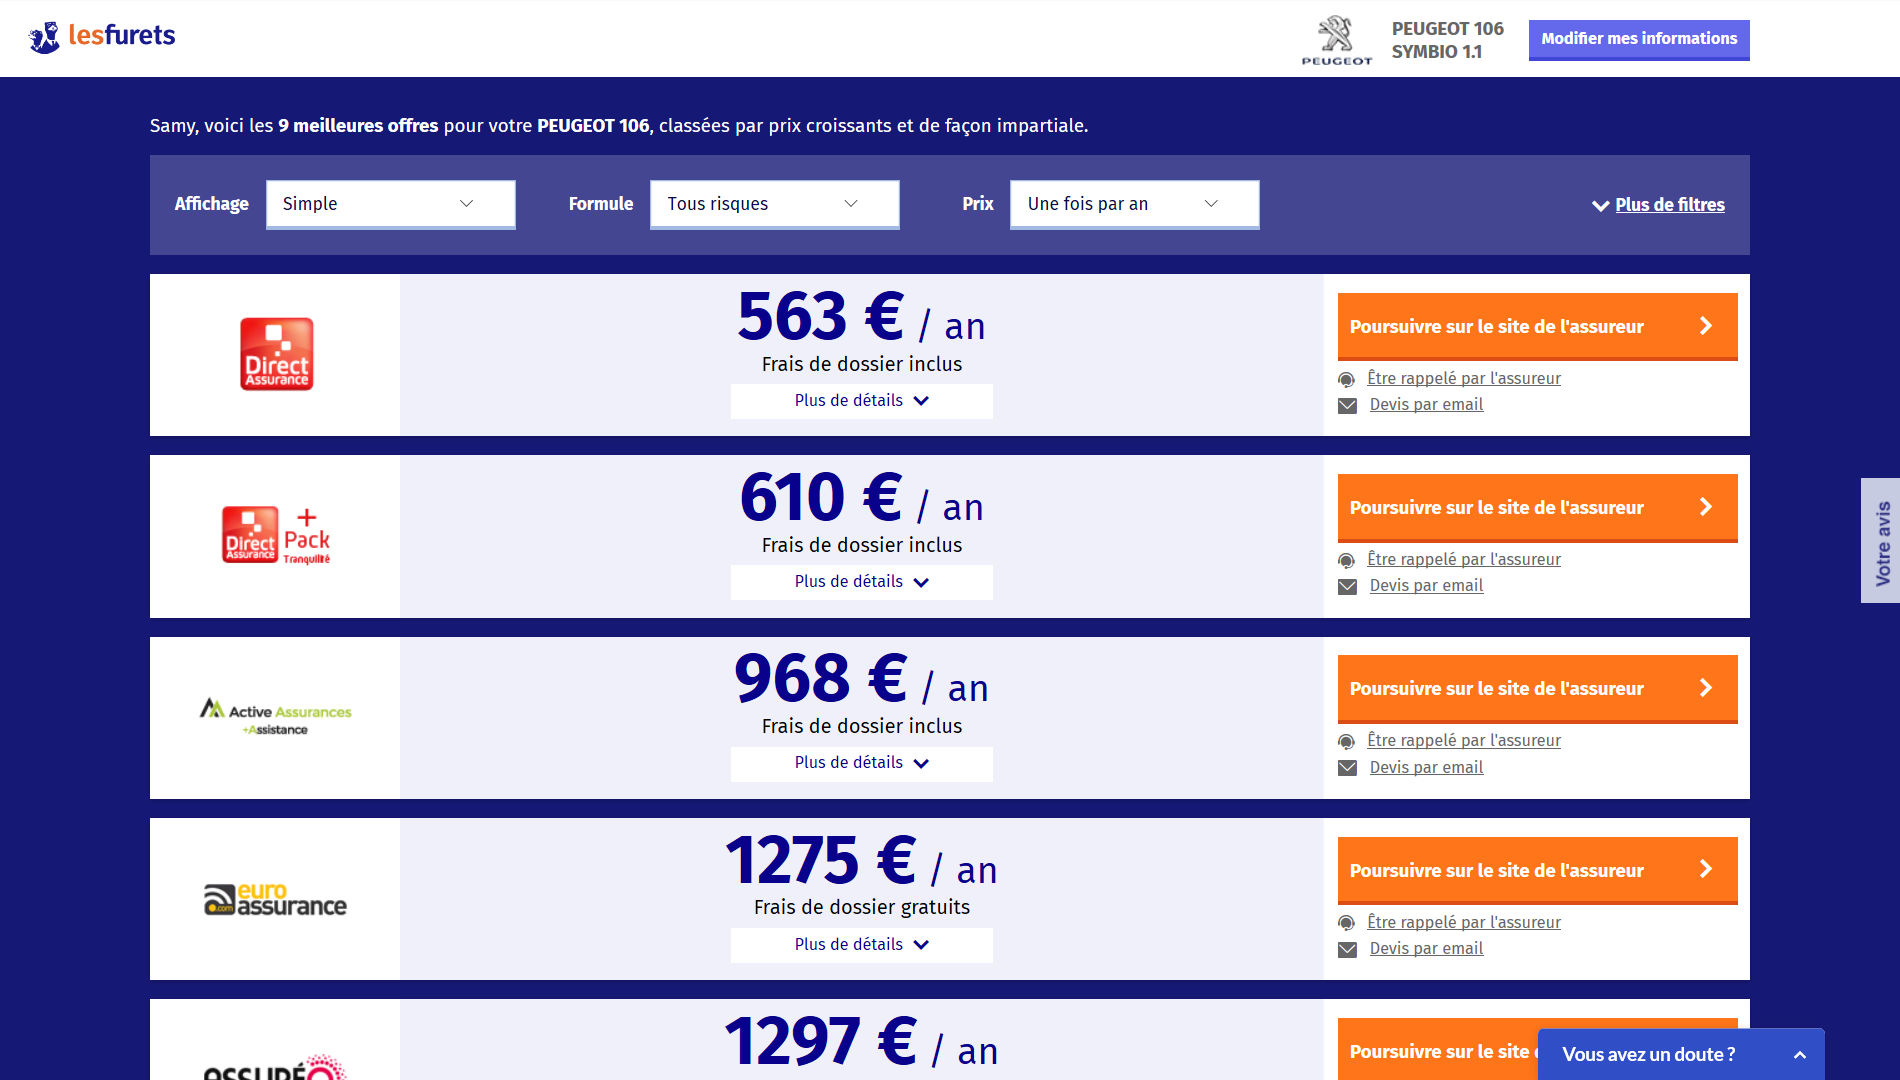 lesfurets
PEUGEOT
PEUGEOT 106
SYMBIO 1.1
Modifier mes informations
Samy, voici les 9 meilleures offres pour votre PEUGEOT 106, classées par prix croissants et de façon impartiale.
Affichage Simple Formule Tous risques Prix Une fois par an Plus de filtres
Direct
Assurance
563 € / an
Frais de dossier inclus
Plus de détails
Poursuivre sur le site de l'assureur
Être rappelé par l'assureur
Devis par email
Direct
Assurance
+
Pack
Tranquillité
610 € / an
Frais de dossier inclus
Plus de détails
Poursuivre sur le site de l'assureur
Être rappelé par l'assureur
Devis par email
Active Assurances
+Assistance
968 € / an
Frais de dossier inclus
Plus de détails
Poursuivre sur le site de l'assureur
Être rappelé par l'assureur
Devis par email
euro
.com assurance
1275 € / an
Frais de dossier gratuits
Plus de détails
Poursuivre sur le site de l'assureur
Être rappelé par l'assureur
Devis par email
ASSURÉO
1297 € / an
Poursuivre sur le site
Vous avez un doute ?
Votre avis